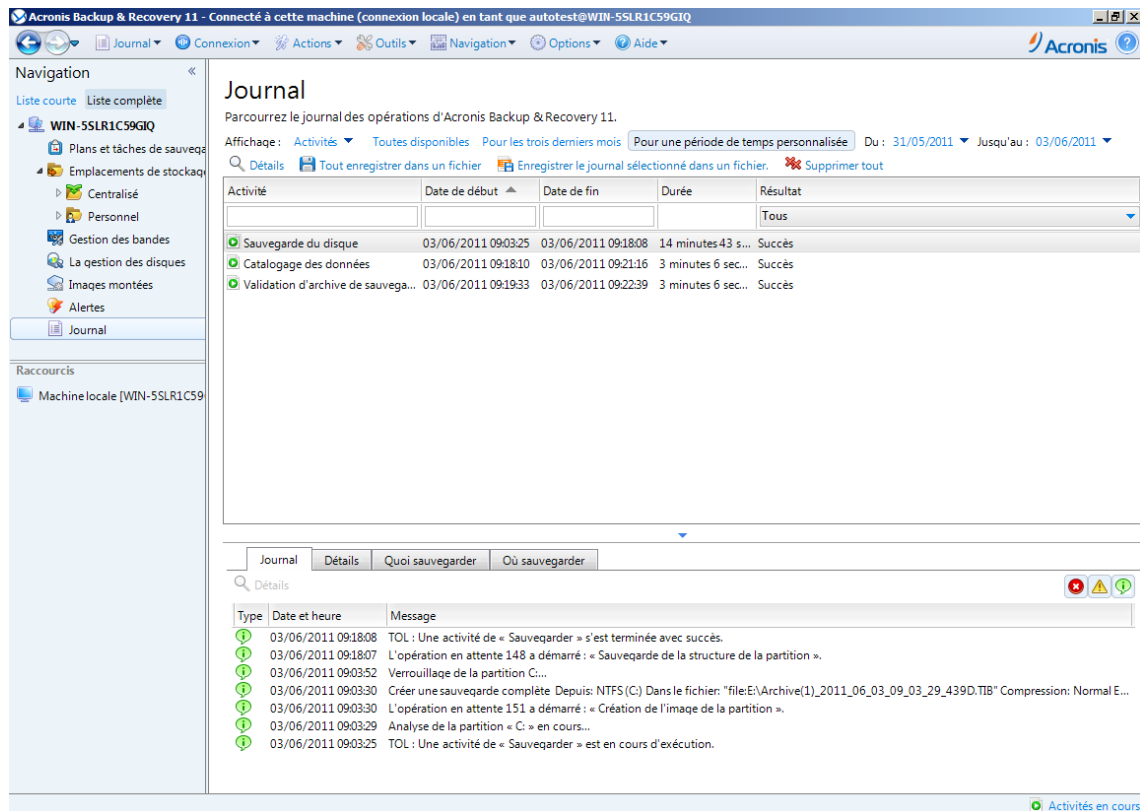 Acronis Backup & Recovery 11 - Connecté à cette machine (connexion locale) en tant que autotest@WIN-5SLR1C59GIQ
Journal Connexion Actions Outils Navigation Options Aide Acronis
Navigation
Liste courte Liste complète
WIN-5SLR1C59GIQ
Plans et tâches de sauvega
Emplacements de stockag
Centralisé
Personnel
Gestion des bandes
La gestion des disques
Images montées
Alertes
Journal
Raccourcis
Machine locale [WIN-5SLR1C59
Journal
Parcourrez le journal des opérations d'Acronis Backup & Recovery 11.
Affichage : Activités Toutes disponibles Pour les trois derniers mois Pour une période de temps personnalisée Du : 31/05/2011 Jusqu'au : 03/06/2011
Détails Tout enregistrer dans un fichier Enregistrer le journal sélectionné dans un fichier. Supprimer tout
Activité Date de début Date de fin Durée Résultat
Tous
Sauvegarde du disque 03/06/2011 09:03:25 03/06/2011 09:18:08 14 minutes 43 s... Succès
Catalogage des données 03/06/2011 09:18:10 03/06/2011 09:21:16 3 minutes 6 sec... Succès
Validation d'archive de sauvega... 03/06/2011 09:19:33 03/06/2011 09:22:39 3 minutes 6 sec... Succès
Journal Détails Quoi sauvegarder Où sauvegarder
Détails
Type Date et heure Message
03/06/2011 09:18:08 TOL : Une activité de « Sauvegarder » s'est terminée avec succès.
03/06/2011 09:18:07 L'opération en attente 148 a démarré : « Sauvegarde de la structure de la partition ».
03/06/2011 09:03:52 Verrouillage de la partition C:...
03/06/2011 09:03:30 Créer une sauvegarde complète Depuis: NTFS (C:) Dans le fichier: "file:E:\Archive(1)_2011_06_03_09_03_29_439D.TIB" Compression: Normal E...
03/06/2011 09:03:30 L'opération en attente 151 a démarré : « Création de l'image de la partition ».
03/06/2011 09:03:29 Analyse de la partition « C: » en cours...
03/06/2011 09:03:25 TOL : Une activité de « Sauvegarder » est en cours d'exécution.
Activités en cours